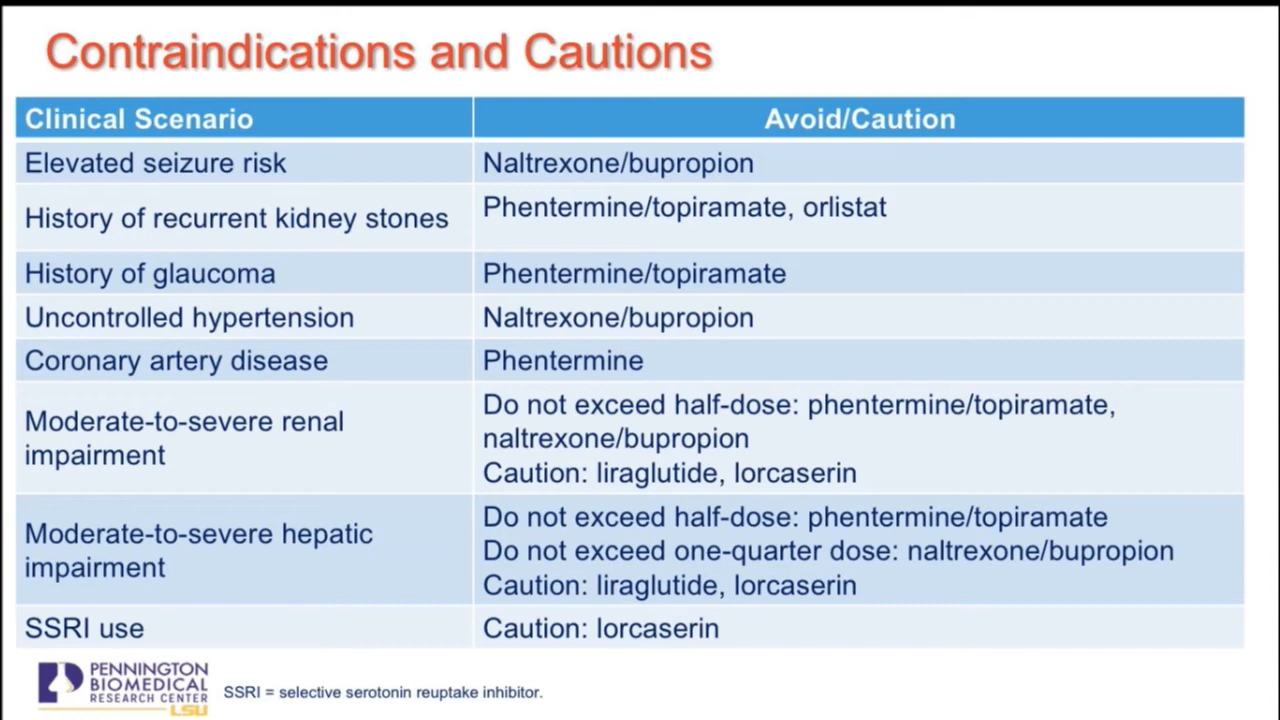 Contraindications and Cautions
Clinical Scenario
Avoid/Caution
Elevated seizure risk
Naltrexone/bupropion
History of recurrent kidney stones
Phentermine/topiramate, orlistat
History of glaucoma
Phentermine/topiramate
Uncontrolled hypertension
Naltrexone/bupropion
Coronary artery disease
Phentermine
Moderate-to-severe renal
impairment
Do not exceed half-dose: phentermine/topiramate,
naltrexone/bupropion
Caution: liraglutide, lorcaserin
Moderate-to-severe hepatic
impairment
Do not exceed half-dose: phentermine/topiramate
Do not exceed one-quarter dose: naltrexone/bupropion
Caution: liraglutide, lorcaserin
SSRI use
Caution: lorcaserin
PENNINGTON
BIOMEDICAL
RESEARCH CENTER
LSU
SSRI = selective serotonin reuptake inhibitor.